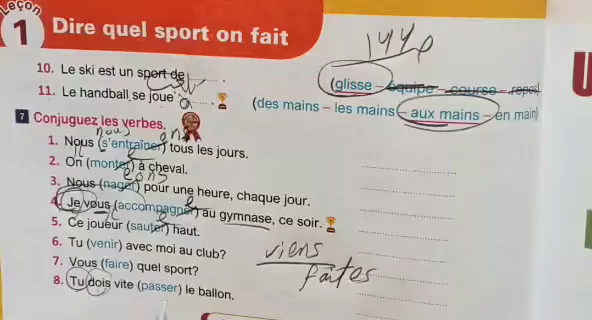 Leçon
1 Dire quel sport on fait
1440
10. Le ski est un sport de ........ .
(glisse – équipe – course – repos)
11. Le handball se joue ........ .
(des mains – les mains – aux mains – en main)
7 Conjuguez les verbes.
nous
1. Nous (s'entraîner) tous les jours.
2. On (monter) à cheval.
eons
3. Nous (nager) pour une heure, chaque jour.
4. Je vous (accompagner) au gymnase, ce soir.
5. Ce joueur (sauter) haut.
6. Tu (venir) avec moi au club?
viens
7. Vous (faire) quel sport?
faites
8. Tu dois vite (passer) le ballon.